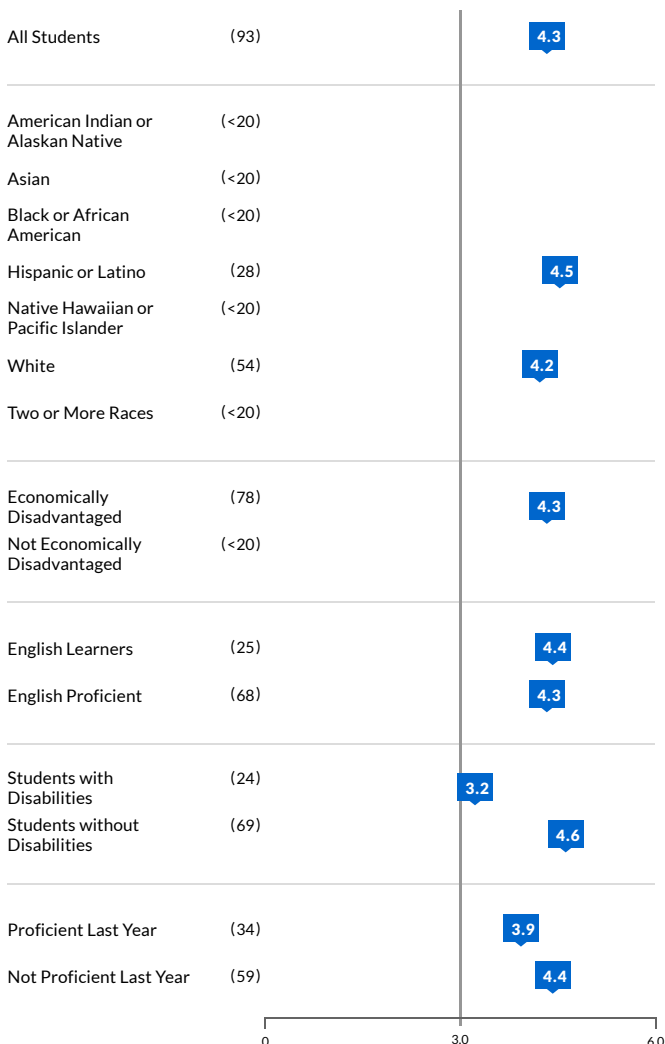 All Students (93) 4.3
American Indian or (<20)
Alaskan Native
Asian (<20)
Black or African (<20)
American
Hispanic or Latino (28) 4.5
Native Hawaiian or (<20)
Pacific Islander
White (54) 4.2
Two or More Races (<20)
Economically (78) 4.3
Disadvantaged
Not Economically (<20)
Disadvantaged
English Learners (25) 4.4
English Proficient (68) 4.3
Students with (24) 3.2
Disabilities
Students without (69) 4.6
Disabilities
Proficient Last Year (34) 3.9
Not Proficient Last Year (59) 4.4
0 3.0 6.0